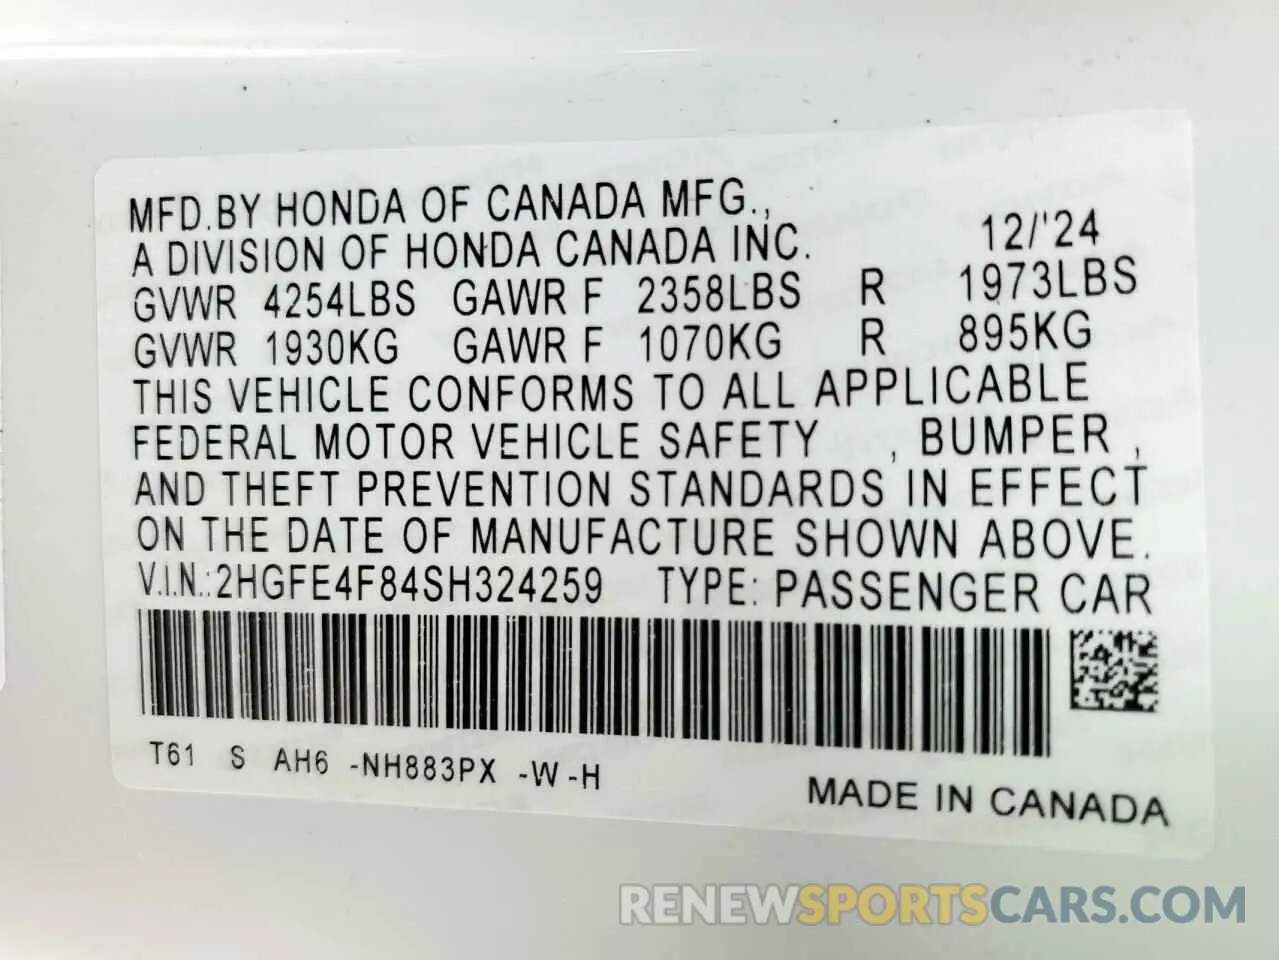 MFD.BY HONDA OF CANADA MFG.,
A DIVISION OF HONDA CANADA INC. 12/'24
GVWR 4254LBS GAWR F 2358LBS R 1973LBS
GVWR 1930KG GAWR F 1070KG R 895KG
THIS VEHICLE CONFORMS TO ALL APPLICABLE
FEDERAL MOTOR VEHICLE SAFETY , BUMPER ,
AND THEFT PREVENTION STANDARDS IN EFFECT
ON THE DATE OF MANUFACTURE SHOWN ABOVE.
V.I.N.:2HGFE4F84SH324259 TYPE: PASSENGER CAR
T61 S AH6 -NH883PX -W-H
MADE IN CANADA
RENEWSPORTSCARS.COM